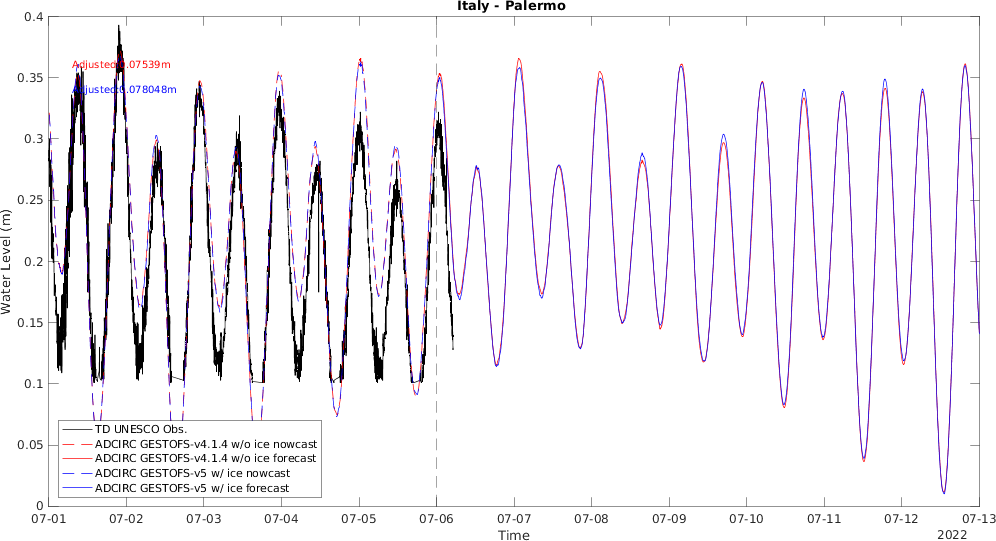 Italy - Palermo
0.4
0.35
0.3
0.25
0.2
0.15
0.1
0.05
0
Water Level (m)
Adjusted:0.07539m
Adjusted:0.078048m
TD UNESCO Obs.
ADCIRC GESTOFS-v4.1.4 w/o ice nowcast
ADCIRC GESTOFS-v4.1.4 w/o ice forecast
ADCIRC GESTOFS-v5 w/ ice nowcast
ADCIRC GESTOFS-v5 w/ ice forecast
07-01 07-02 07-03 07-04 07-05 07-06 07-07 07-08 07-09 07-10 07-11 07-12 07-13
Time
2022